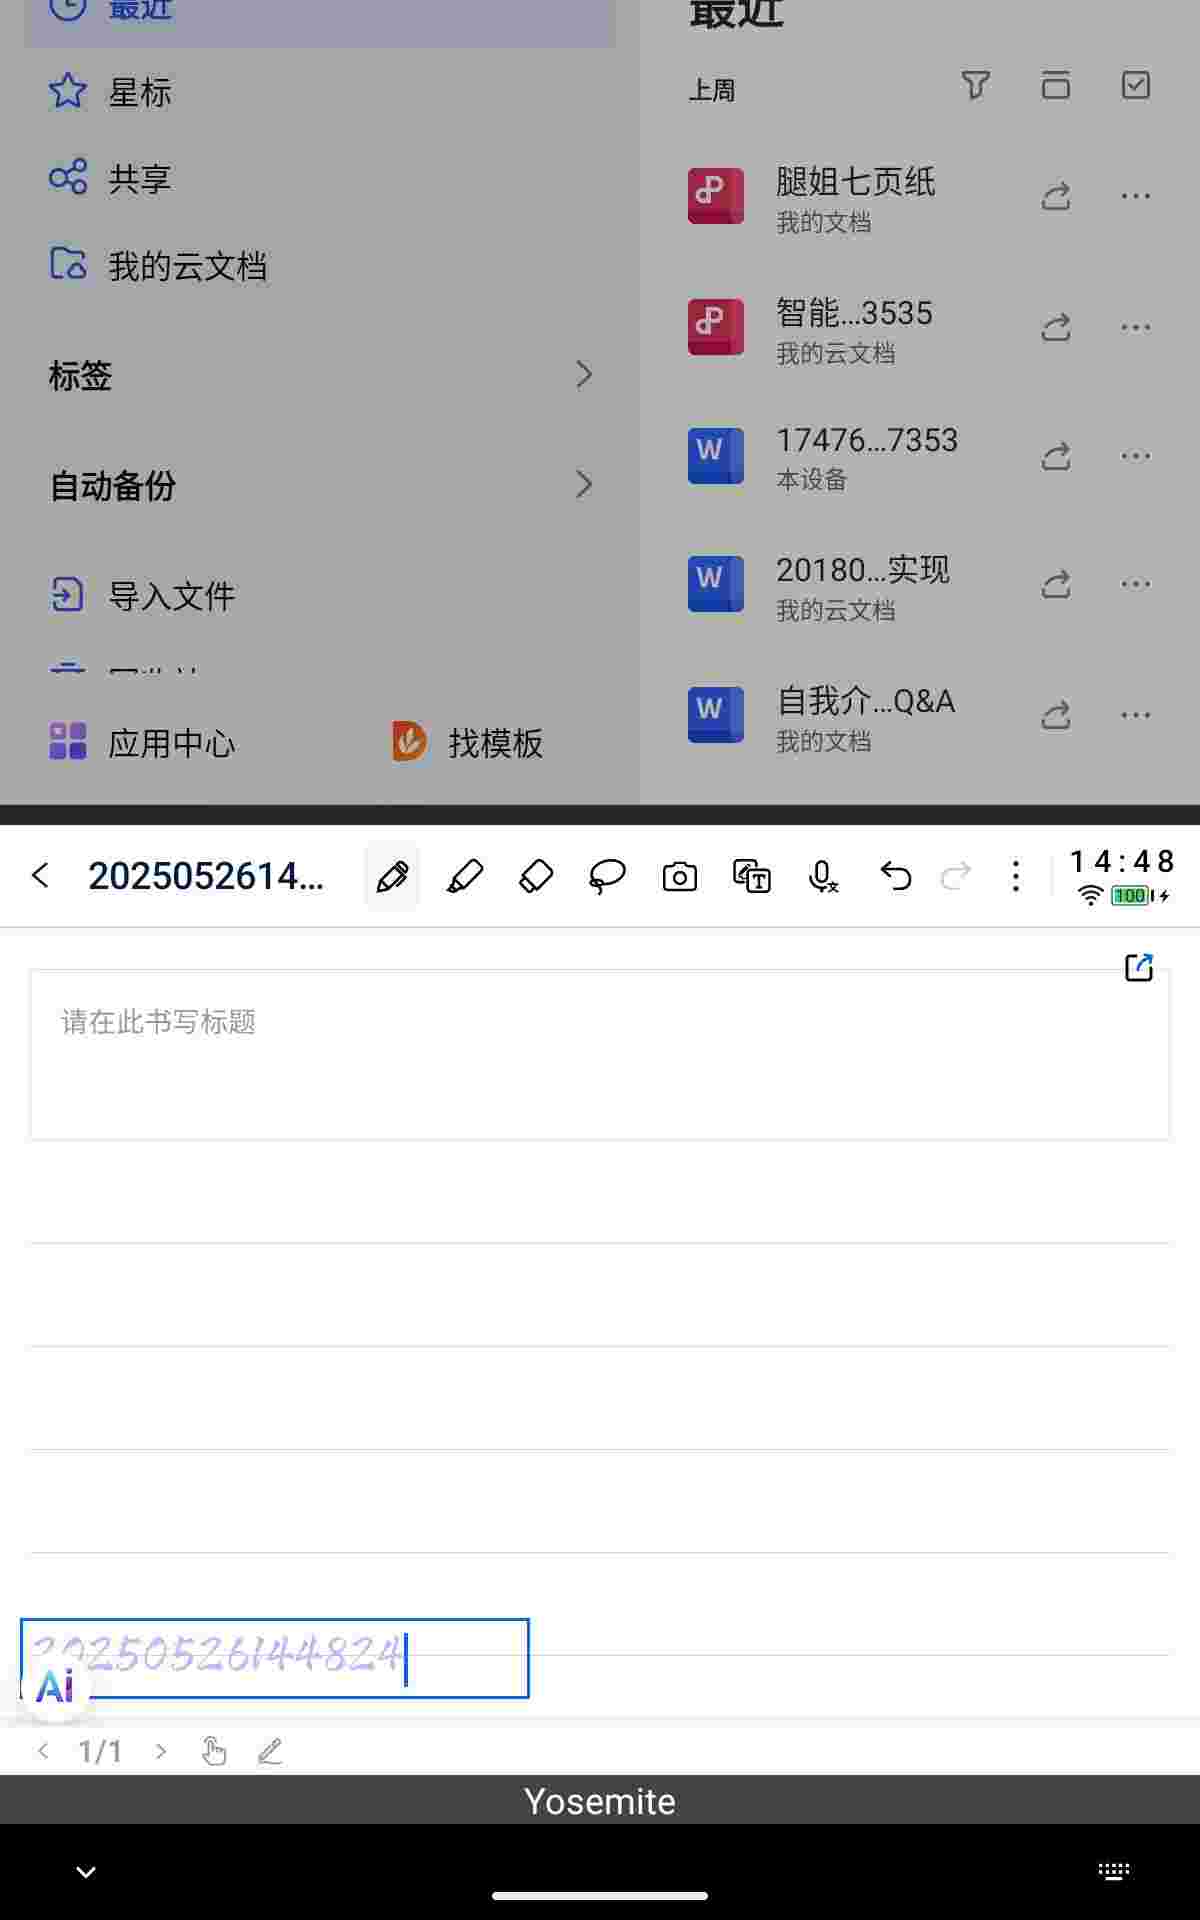 最近
星标
共享
我的云文档
标签
自动备份
导入文件
应用中心
找模板
最近
上周
腿姐七页纸
我的文档
智能...3535
我的云文档
17476...7353
本设备
20180...实现
我的云文档
自我介...Q&A
我的文档
2025052614...
14:48
100
请在此书写标题
20250526144824
Ai
1/1
Yosemite